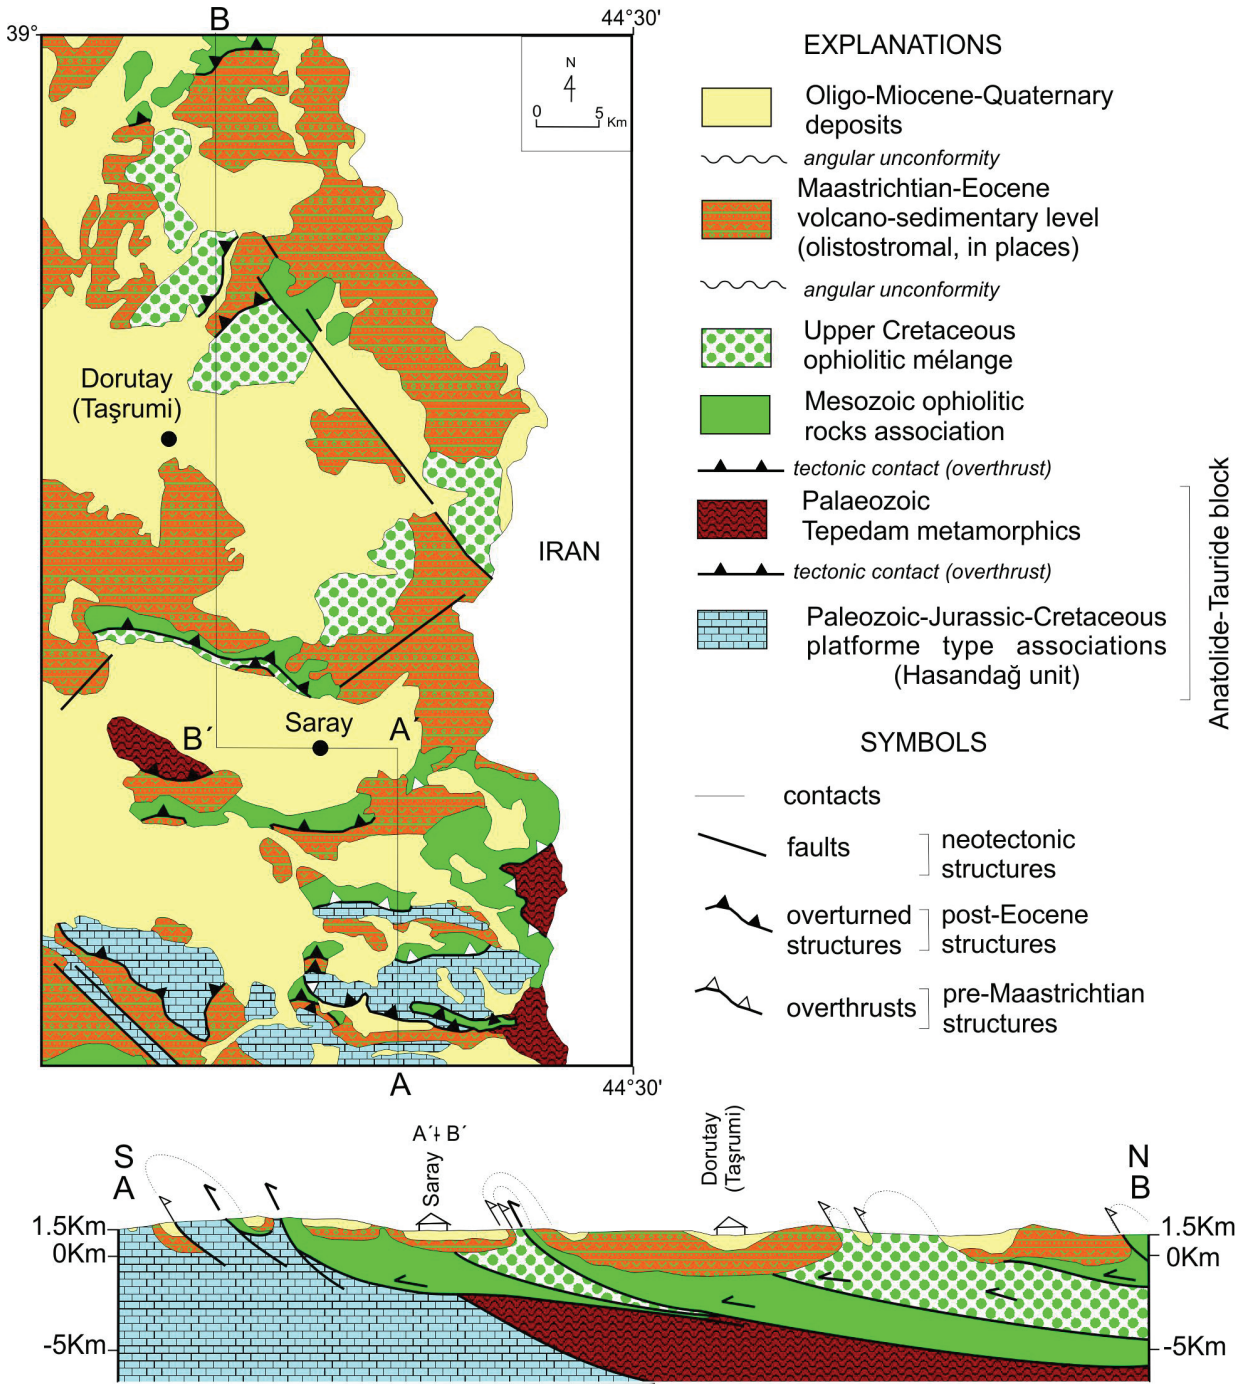 B
44°30'
39°
N
0 5 Km
Dorutay
(Taşrumi)
IRAN
B´
Saray
A´
A
44°30'
EXPLANATIONS
Oligo-Miocene-Quaternary
deposits
angular unconformity
Maastrichtian-Eocene
volcano-sedimentary level
(olistostromal, in places)
angular unconformity
Upper Cretaceous
ophiolitic mélange
Mesozoic ophiolitic
rocks association
tectonic contact (overthrust)
Palaeozoic
Tepedam metamorphics
tectonic contact (overthrust)
Paleozoic-Jurassic-Cretaceous
platforme type associations
(Hasandağ unit)
Anatolide-Tauride block
SYMBOLS
contacts
faults
neotectonic
structures
overturned
structures
post-Eocene
structures
overthrusts
pre-Maastrichtian
structures
S
A
A´ B´
Saray
Dorutay
(Taşrumi)
N
B
1.5Km
0Km
-5Km
1.5Km
0Km
-5Km